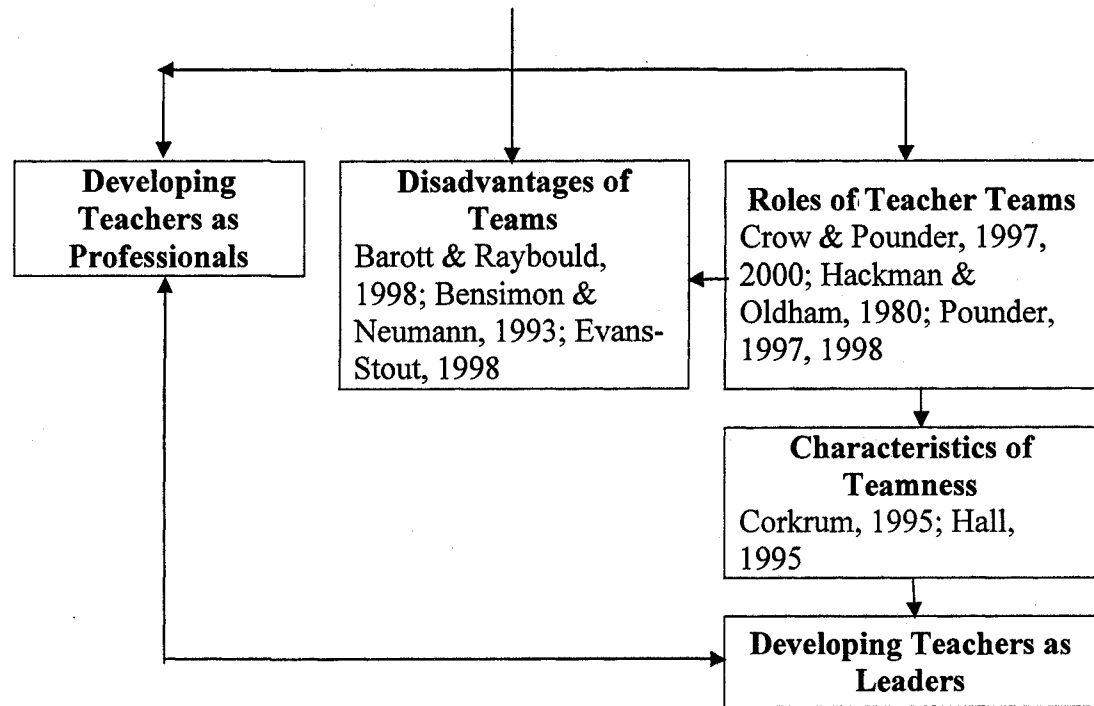 Developing
Teachers as
Professionals
Disadvantages of
Teams
Barott & Raybould,
1998; Bensimon &
Neumann, 1993; Evans-
Stout, 1998
Roles of Teacher Teams
Crow & Pounder, 1997,
2000; Hackman &
Oldham, 1980; Pounder,
1997, 1998
Characteristics of
Teamness
Corkrum, 1995; Hall,
1995
Developing Teachers as
Leaders